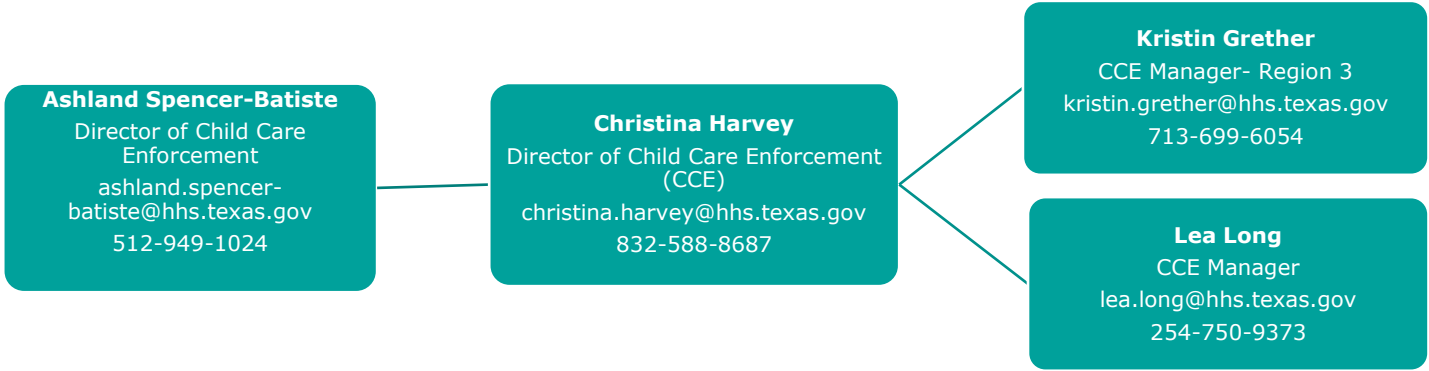 Ashland Spencer-Batiste
Director of Child Care
Enforcement
ashland.spencer-
batiste@hhs.texas.gov
512-949-1024
Christina Harvey
Director of Child Care Enforcement
(CCE)
christina.harvey@hhs.texas.gov
832-588-8687
Kristin Grether
CCE Manager- Region 3
kristin.grether@hhs.texas.gov
713-699-6054
Lea Long
CCE Manager
lea.long@hhs.texas.gov
254-750-9373